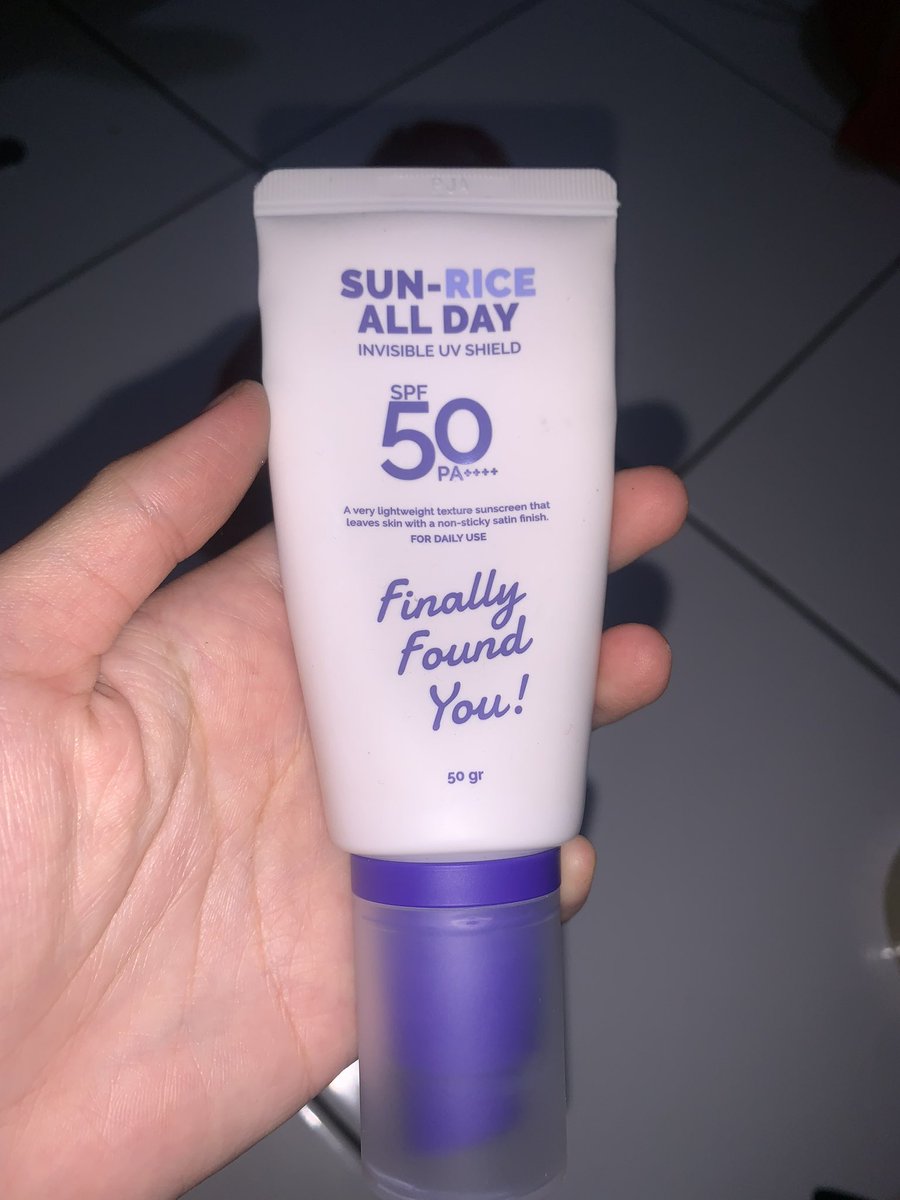 SUN-RICE
ALL DAY
INVISIBLE UV SHIELD
SPF
50
PA++++
A very lightweight texture sunscreen that
leaves skin with a non-sticky satin finish.
FOR DAILY USE
Finally
Found
You!
50 gr